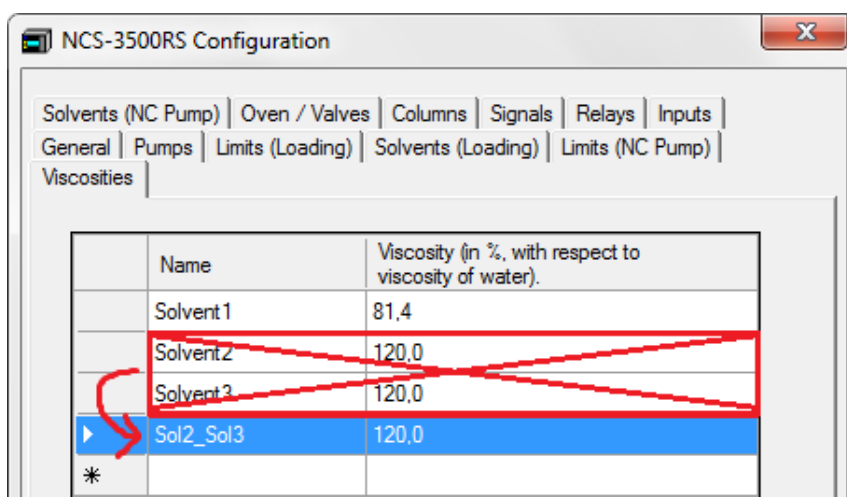 NCS-3500RS Configuration
Solvents (NC Pump) Oven / Valves Columns Signals Relays Inputs
General Pumps Limits (Loading) Solvents (Loading) Limits (NC Pump)
Viscosities
Name Viscosity (in %, with respect to
viscosity of water).
Solvent1 81,4
Solvent2 120,0
Solvent3 120,0
Sol2_Sol3 120,0